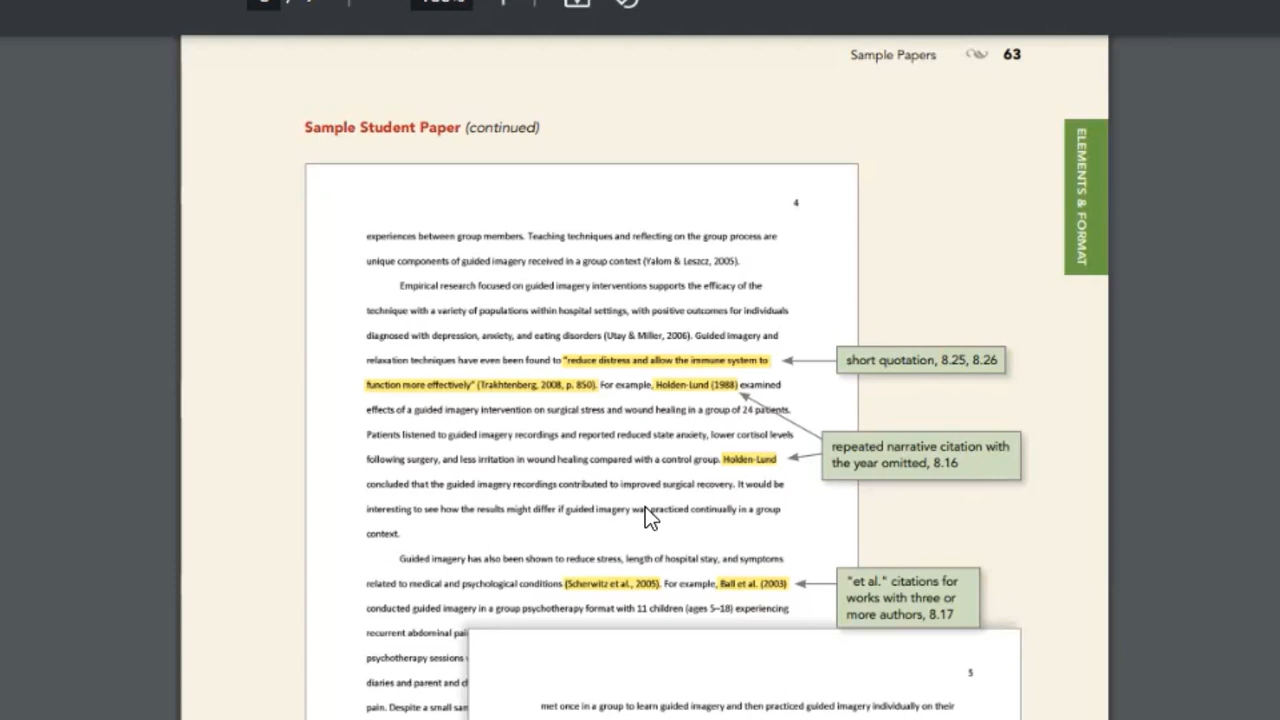 Sample Papers 63
Sample Student Paper (continued)
ELEMENTS & FORMAT
4
experiences between group members. Teaching techniques and reflecting on the group process are
unique components of guided imagery received in a group context (Yalom & Leszcz, 2005).
Empirical research focused on guided imagery interventions supports the efficacy of the
technique with a variety of populations within hospital settings, with positive outcomes for individuals
diagnosed with depression, anxiety, and eating disorders (Utay & Miller, 2006). Guided imagery and
relaxation techniques have even been found to "reduce distress and allow the immune system to
function more effectively" (Trakhtenberg, 2008, p. 850). For example, Holden-Lund (1988) examined
effects of a guided imagery intervention on surgical stress and wound healing in a group of 24 patients.
Patients listened to guided imagery recordings and reported reduced state anxiety, lower cortisol levels
following surgery, and less irritation in wound healing compared with a control group. Holden-Lund
concluded that the guided imagery recordings contributed to improved surgical recovery. It would be
interesting to see how the results might differ if guided imagery was practiced continually in a group
context.
Guided imagery has also been shown to reduce stress, length of hospital stay, and symptoms
related to medical and psychological conditions (Scherwitz et al., 2005). For example, Ball et al. (2003)
conducted guided imagery in a group psychotherapy format with 11 children (ages 5–18) experiencing
recurrent abdominal pai
psychotherapy sessions
diaries and parent and c
pain. Despite a small sam
short quotation, 8.25, 8.26
repeated narrative citation with
the year omitted, 8.16
"et al." citations for
works with three or
more authors, 8.17
5
met once in a group to learn guided imagery and then practiced guided imagery individually on their